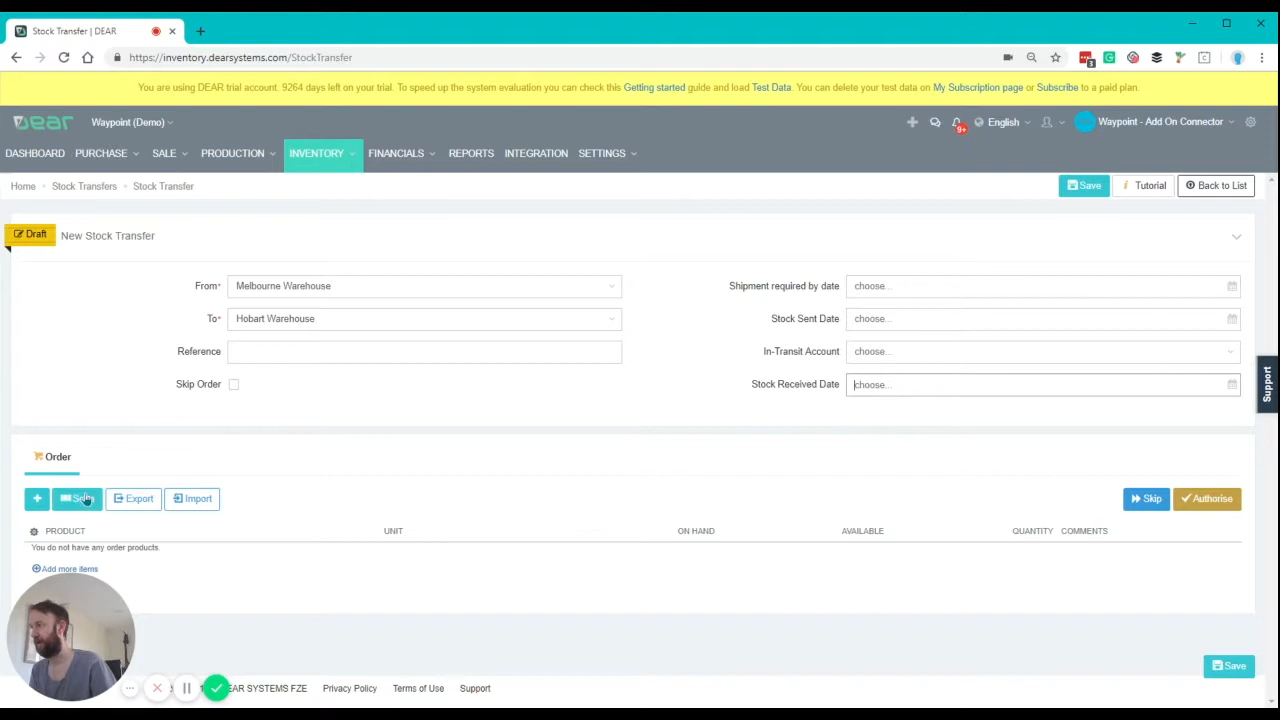 Stock Transfer | DEAR
https://inventory.dearsystems.com/StockTransfer
3
You are using DEAR trial account. 9264 days left on your trial. To speed up the system evaluation you can check this Getting started guide and load Test Data. You can delete your test data on My Subscription page or Subscribe to a paid plan.
Dear Waypoint (Demo) 9+ English Waypoint - Add On Connector
DASHBOARD PURCHASE SALE PRODUCTION INVENTORY FINANCIALS REPORTS INTEGRATION SETTINGS
Home Stock Transfers Stock Transfer Save Tutorial Back to List
Draft New Stock Transfer
From* Melbourne Warehouse Shipment required by date choose...
To* Hobart Warehouse Stock Sent Date choose...
Reference In-Transit Account choose...
Skip Order Stock Received Date choose...
Support
Order
+ Export Import Skip Authorise
PRODUCT UNIT ON HAND AVAILABLE QUANTITY COMMENTS
You do not have any order products.
Add more items
Save
EAR SYSTEMS FZE Privacy Policy Terms of Use Support